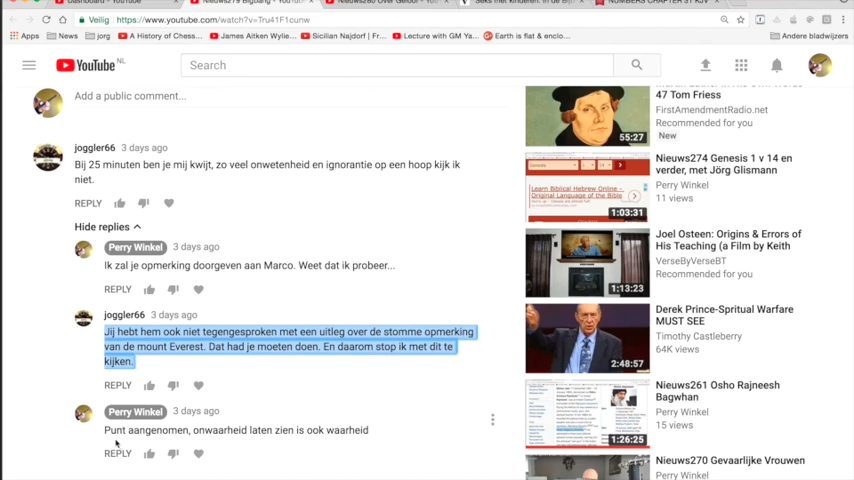 Dashboard - YouTube
Nieuws279 Bigbang - YouTube
Nieuws280 Over Geloof - You
Seks met kinderen. In de Bij
NUMBERS CHAPTER 31 KJV
Veilig
https://www.youtube.com/watch?v=Tru41F1cunw
Apps
News
jorg
A History of Chess...
James Aitken Wylie...
Sicilian Najdorf |...
Lecture with GM Ya...
Earth is flat & enclo...
Andere bladwijzers
YouTube NL
Search
Add a public comment...
joggler66 3 days ago
Bij 25 minuten ben je mij kwijt, zo veel onwetenheid en ignorantie op een hoop kijk ik
niet.
REPLY
Hide replies
Perry Winkel 3 days ago
Ik zal je opmerking doorgeven aan Marco. Weet dat ik probeer...
REPLY
joggler66 3 days ago
Jij hebt hem ook niet tegengesproken met een uitleg over de stomme opmerking
van de mount Everest. Dat had je moeten doen. En daarom stop ik met dit te
kijken.
REPLY
Perry Winkel 3 days ago
Punt aangenomen, onwaarheid laten zien is ook waarheid
REPLY
47 Tom Friess
FirstAmendmentRadio.net
Recommended for you
New
55:27
Nieuws274 Genesis 1 v 14 en
verder, met Jörg Glismann
Perry Winkel
11 views
Learn Biblical Hebrew Online -
Original Language of the Bible
1:03:31
Joel Osteen: Origins & Errors of
His Teaching (a Film by Keith
VerseByVerseBT
Recommended for you
1:13:23
Derek Prince-Spritual Warfare
MUST SEE
Timothy Castleberry
64K views
2:48:57
Nieuws261 Osho Rajneesh
Bagwhan
Perry Winkel
15 views
1:26:25
Nieuws270 Gevaarlijke Vrouwen
Perry Winkel